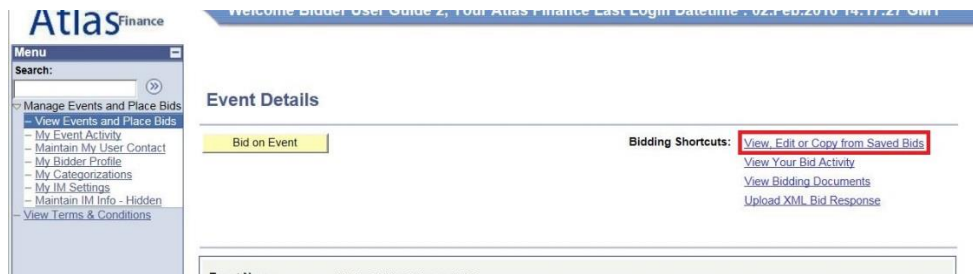 Atlas Finance
Welcome Bidder User Guide 2, Your Atlas Finance Last Login Datetime : 02.Feb.2016 14:17:27 GMT
Menu
Search:
Manage Events and Place Bids
– View Events and Place Bids
– My Event Activity
– Maintain My User Contact
– My Bidder Profile
– My Categorizations
– My IM Settings
– Maintain IM Info - Hidden
– View Terms & Conditions
Event Details
Bid on Event
Bidding Shortcuts: View, Edit or Copy from Saved Bids
View Your Bid Activity
View Bidding Documents
Upload XML Bid Response